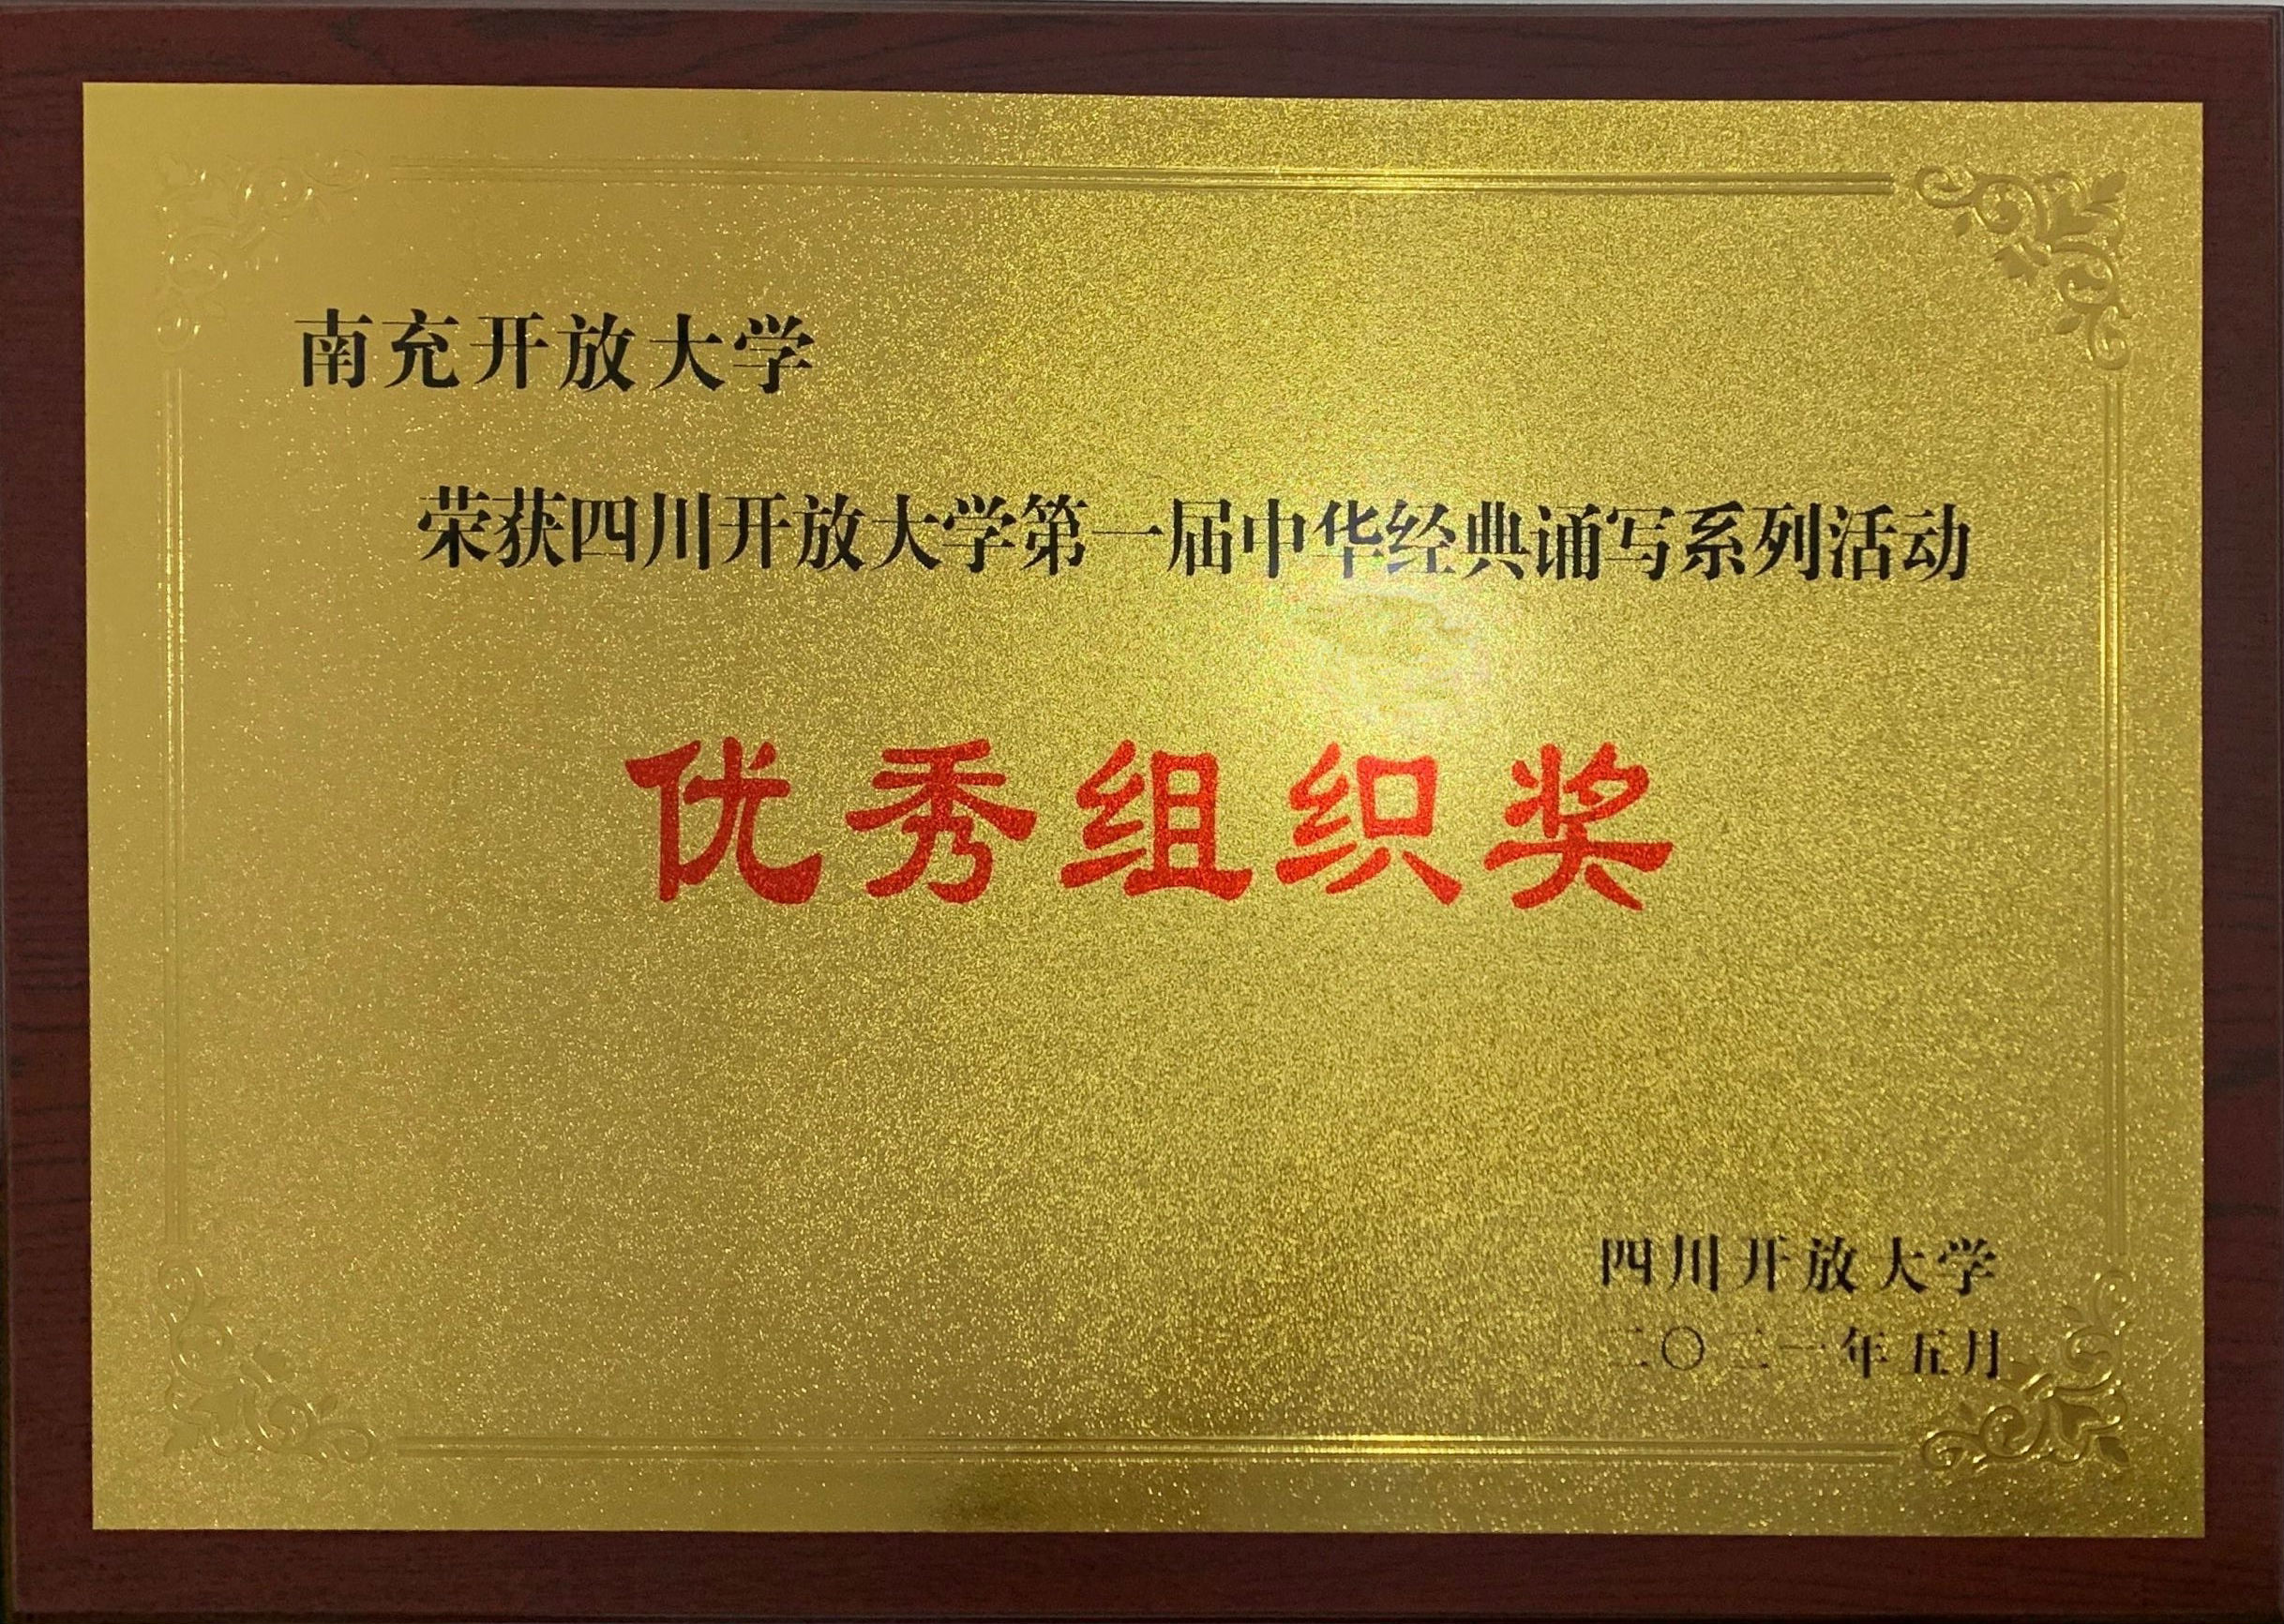 南充开放大学
荣获四川开放大学第一届中华经典诵写系列活动
优秀组织奖
四川开放大学
二〇二一年五月